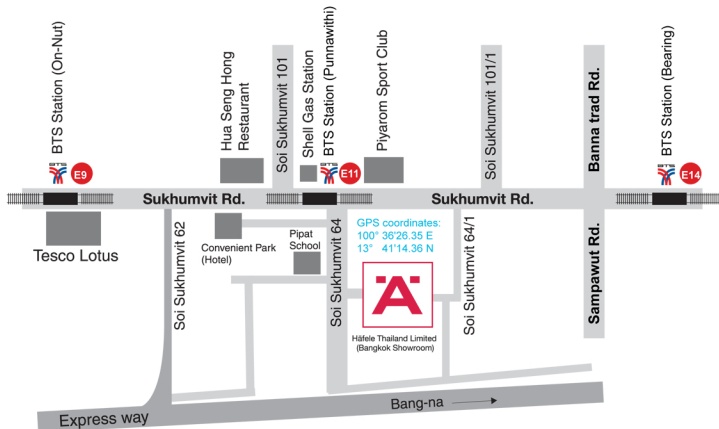 BTS Station (On-Nut)
Hua Seng Hong
Restaurant
Soi Sukhumvit 101
Shell Gas Station
BTS Station (Punnawithi)
Piyarom Sport Club
Soi Sukhumvit 101/1
Banna trad Rd.
BTS Station (Bearing)
BTS
E9
BTS
E11
BTS
E14
Sukhumvit Rd.
Sukhumvit Rd.
Tesco Lotus
Soi Sukhumvit 62
Convenient Park
(Hotel)
Pipat
School
Soi Sukhumvit 64
GPS coordinates:
100° 36'26.35 E
13° 41'14.36 N
Ä
Häfele Thailand Limited
(Bangkok Showroom)
Soi Sukhumvit 64/1
Sampawut Rd.
Express way
Bang-na